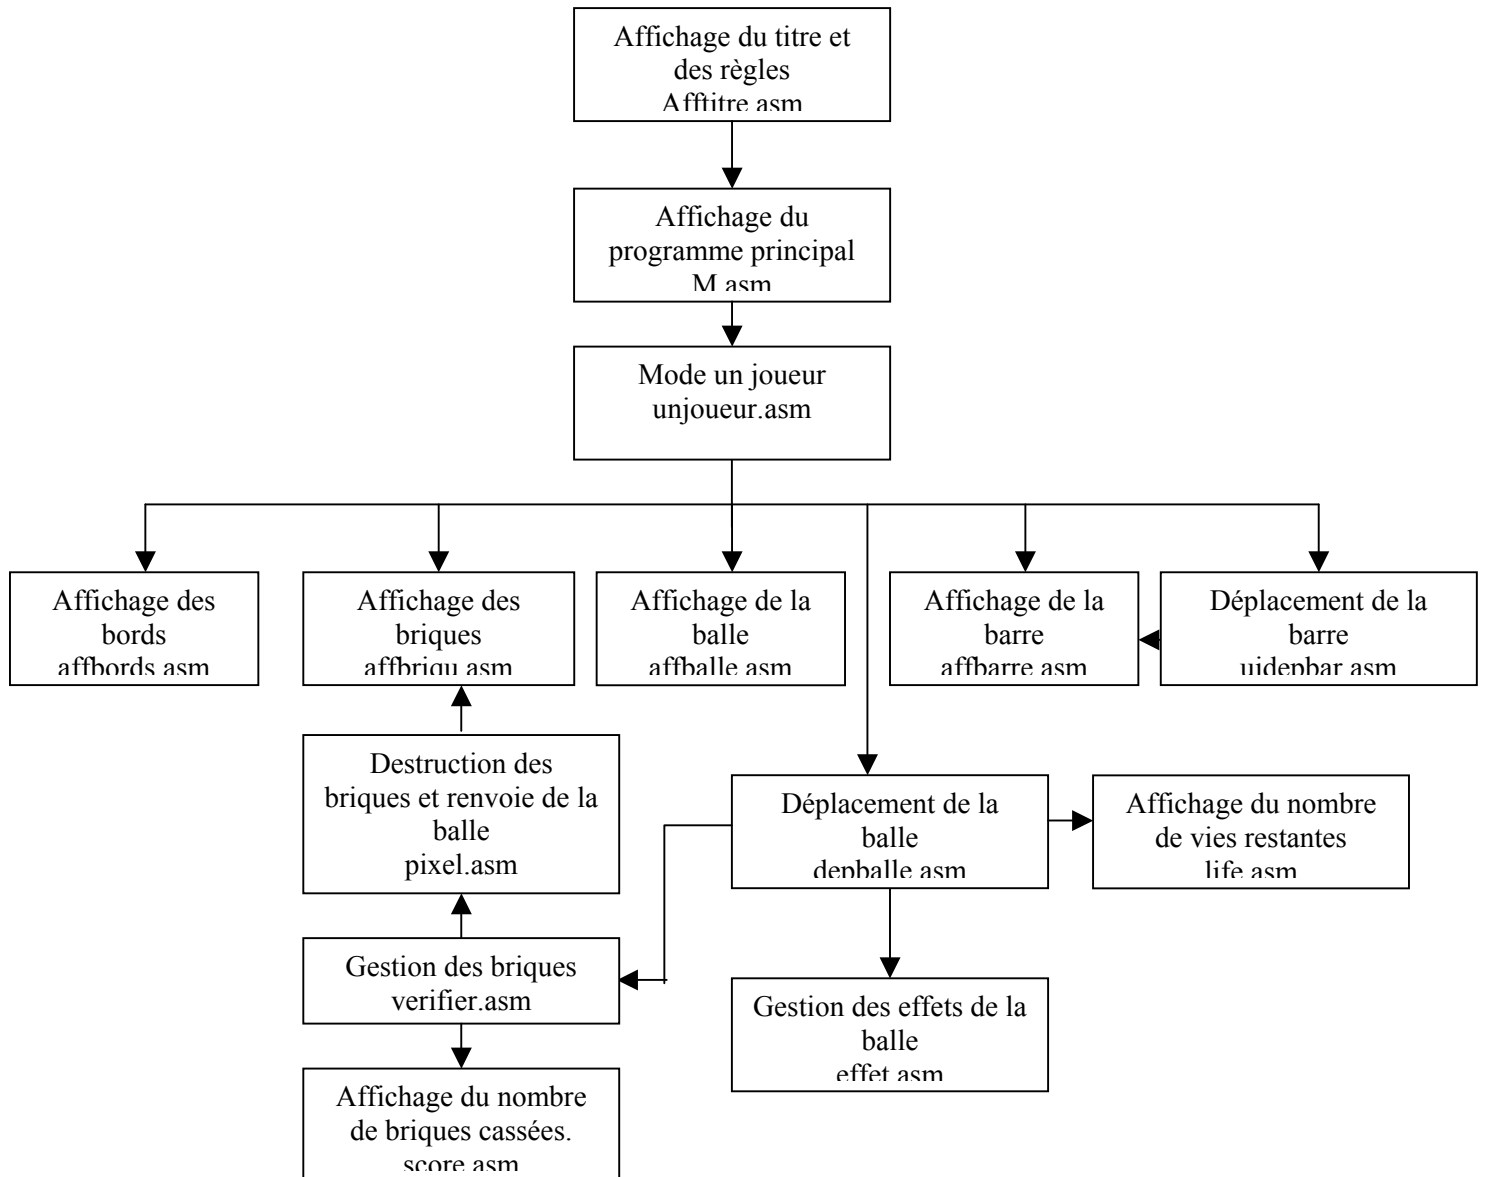 Affichage du titre et
des règles
Afftitre.asm
Affichage du
programme principal
M.asm
Mode un joueur
unjoueur.asm
Affichage des
bords
affbords.asm
Affichage des
briques
affbriqu.asm
Affichage de la
balle
affballe.asm
Affichage de la
barre
affbarre.asm
Déplacement de la
barre
uidepbar.asm
Destruction des
briques et renvoie de la
balle
pixel.asm
Déplacement de la
balle
depballe.asm
Affichage du nombre
de vies restantes
life.asm
Gestion des briques
verifier.asm
Gestion des effets de la
balle
effet.asm
Affichage du nombre
de briques cassées.
score.asm